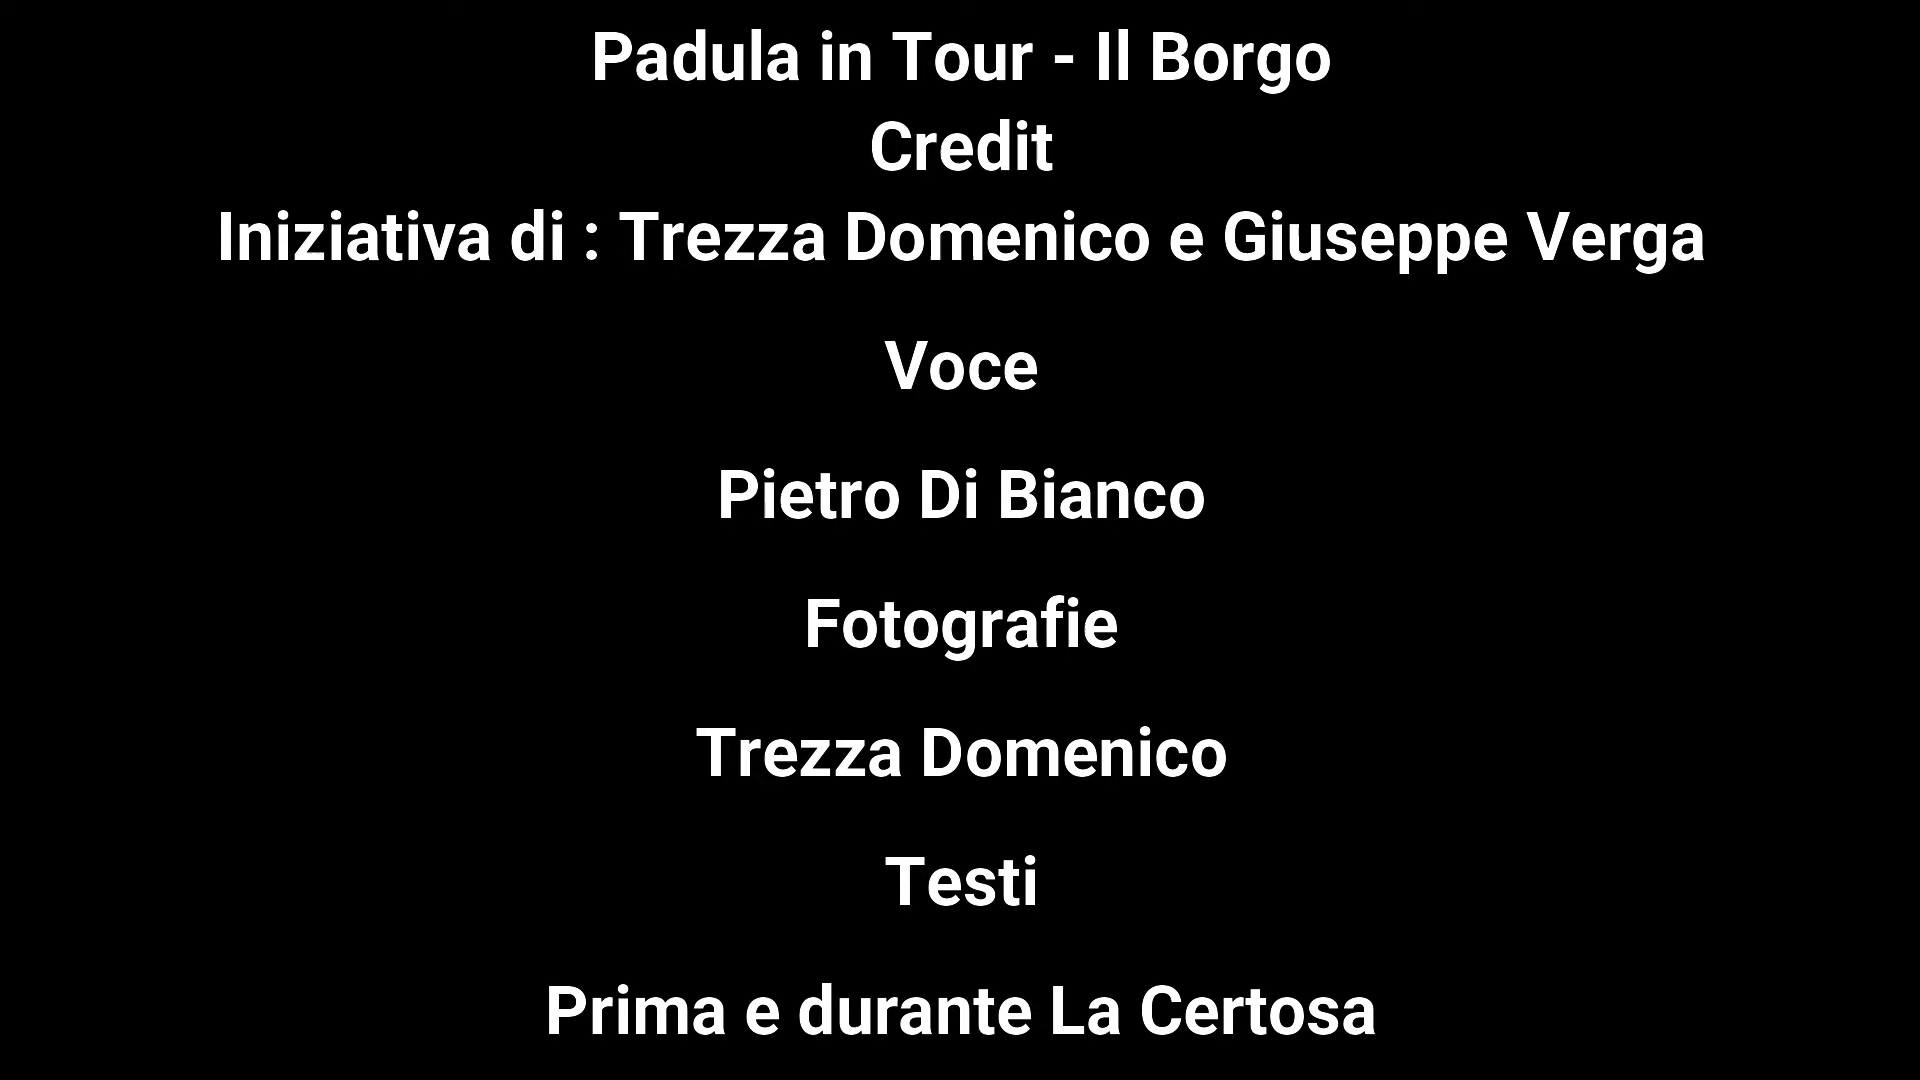 Padula in Tour - Il Borgo
Credit
Iniziativa di : Trezza Domenico e Giuseppe Verga
Voce
Pietro Di Bianco
Fotografie
Trezza Domenico
Testi
Prima e durante La Certosa